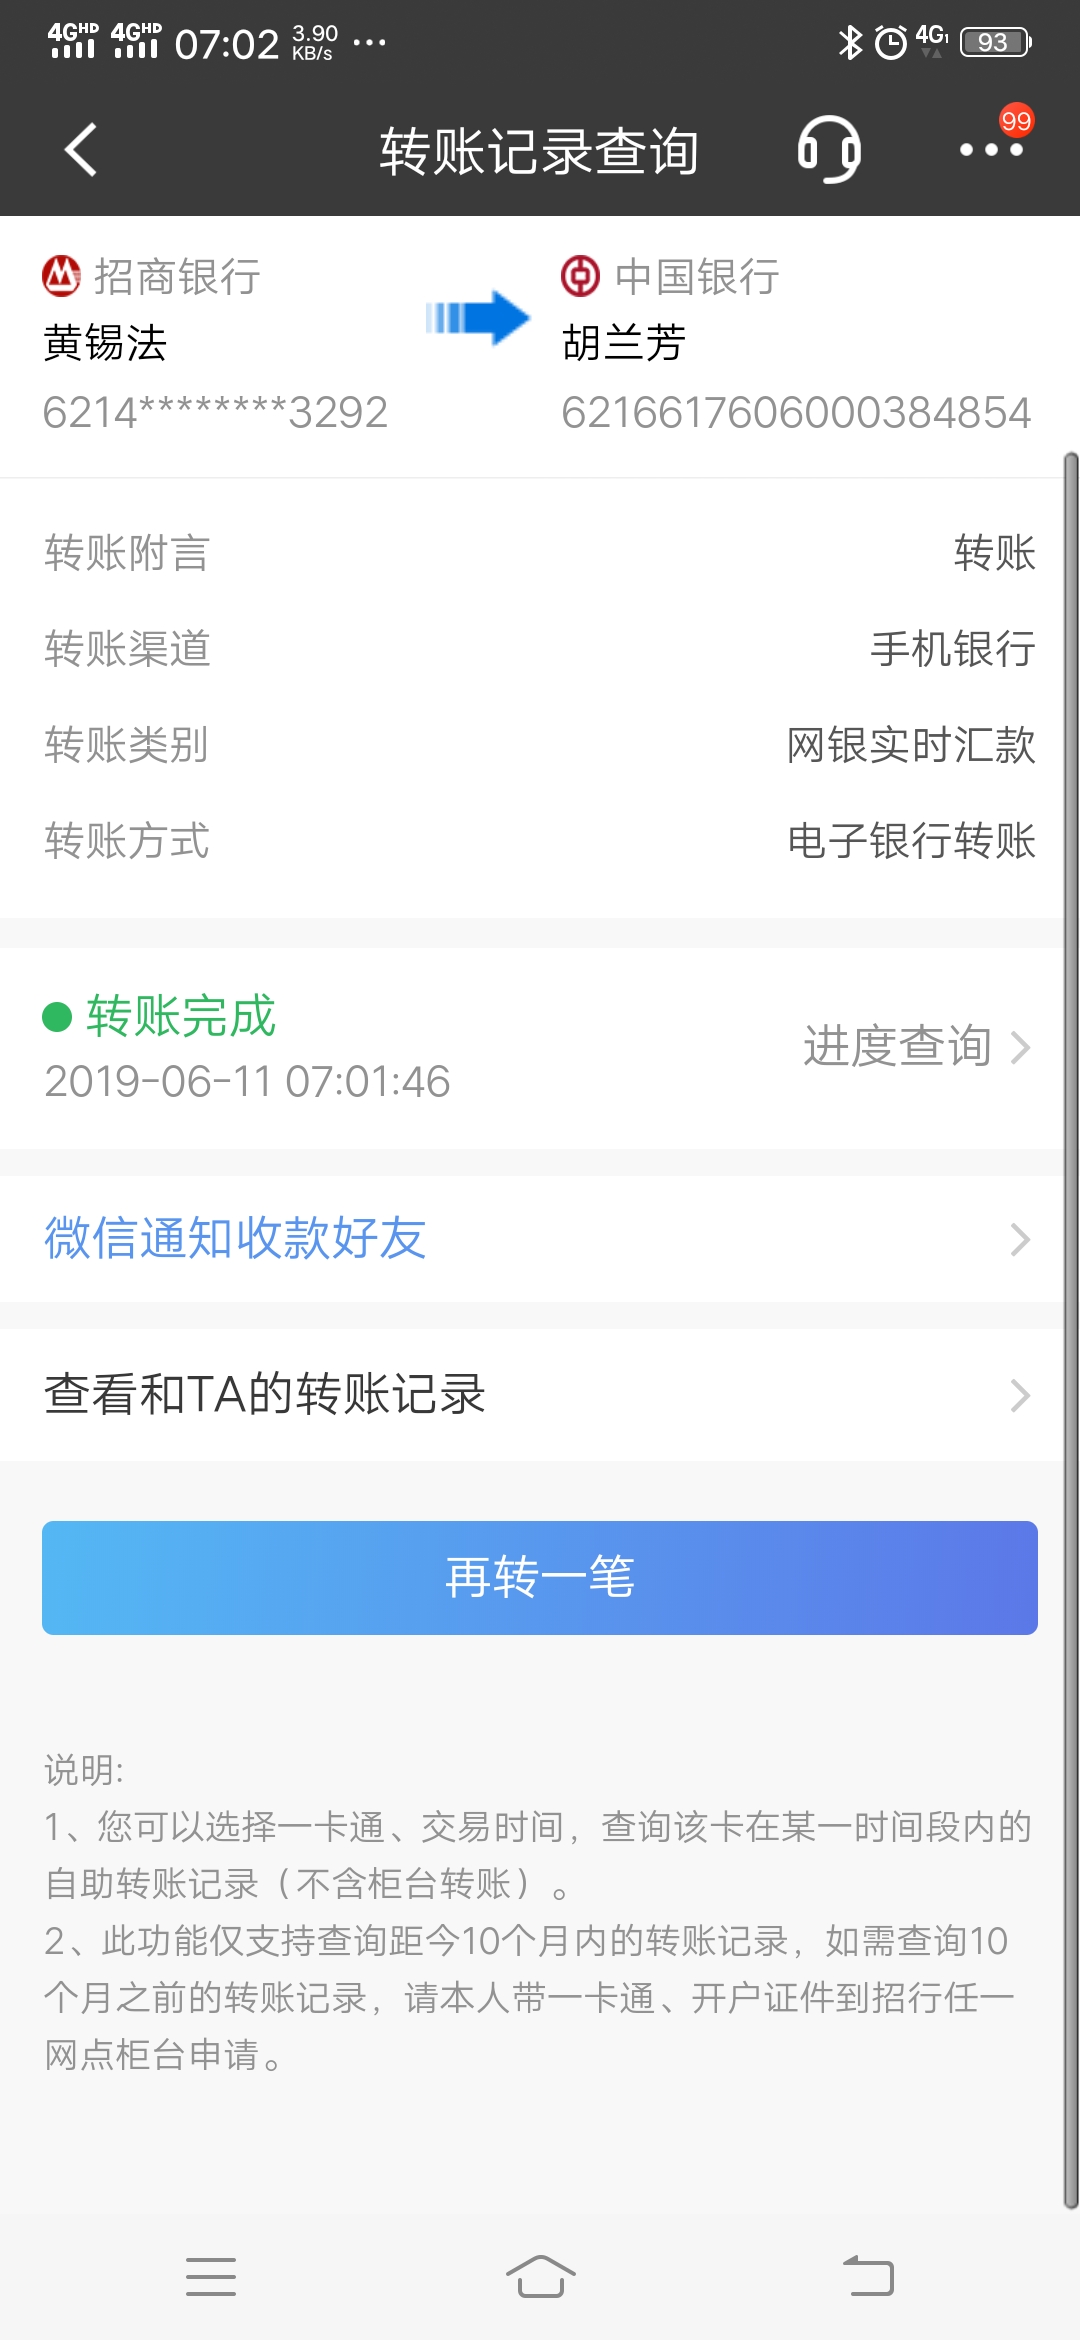 4GHD 4GHD 07:02 3.90 KB/s ... 4G1 93
转账记录查询 99
招商银行 中国银行
黄锡法 胡兰芳
6214********3292 6216617606000384854
转账附言 转账
转账渠道 手机银行
转账类别 网银实时汇款
转账方式 电子银行转账
转账完成
2019-06-11 07:01:46 进度查询
微信通知收款好友
查看和TA的转账记录
再转一笔
说明:
1、您可以选择一卡通、交易时间，查询该卡在某一时间段内的
自助转账记录（不含柜台转账）。
2、此功能仅支持查询距今10个月内的转账记录，如需查询10
个月之前的转账记录，请本人带一卡通、开户证件到招行任一
网点柜台申请。